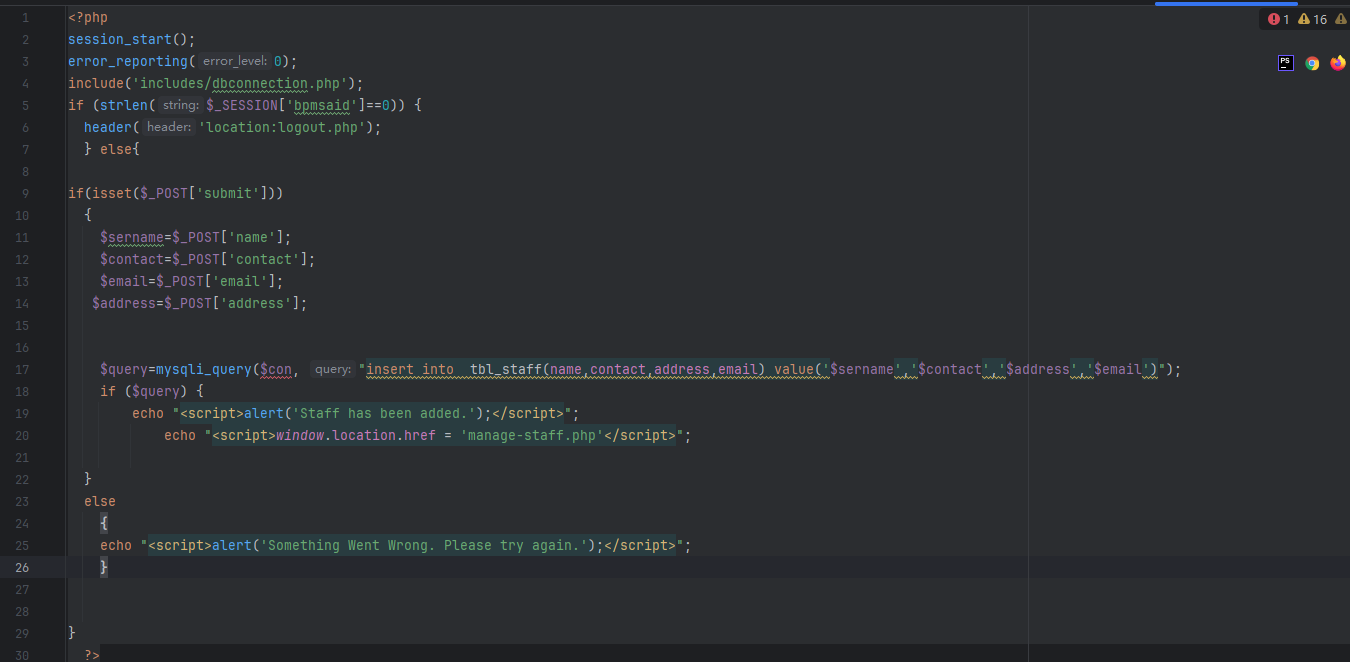 1 <?php
2 session_start();
3 error_reporting( error_level: 0);
4 include('includes/dbconnection.php');
5 if (strlen( string: $_SESSION['bpmsaid']==0)) {
6 header( header: 'location:logout.php');
7 } else{
8
9 if(isset($_POST['submit']))
10 {
11 $sername=$_POST['name'];
12 $contact=$_POST['contact'];
13 $email=$_POST['email'];
14 $address=$_POST['address'];
15
16
17 $query=mysqli_query($con, query: "insert into  tbl_staff(name,contact,address,email) value('$sername','$contact','$address','$email')");
18 if ($query) {
19 echo "<script>alert('Staff has been added.');</script>";
20 echo "<script>window.location.href = 'manage-staff.php'</script>";
21
22 }
23 else
24 {
25 echo "<script>alert('Something Went Wrong. Please try again.');</script>";
26 }
27
28
29 }
30 ?>
1 16
PS